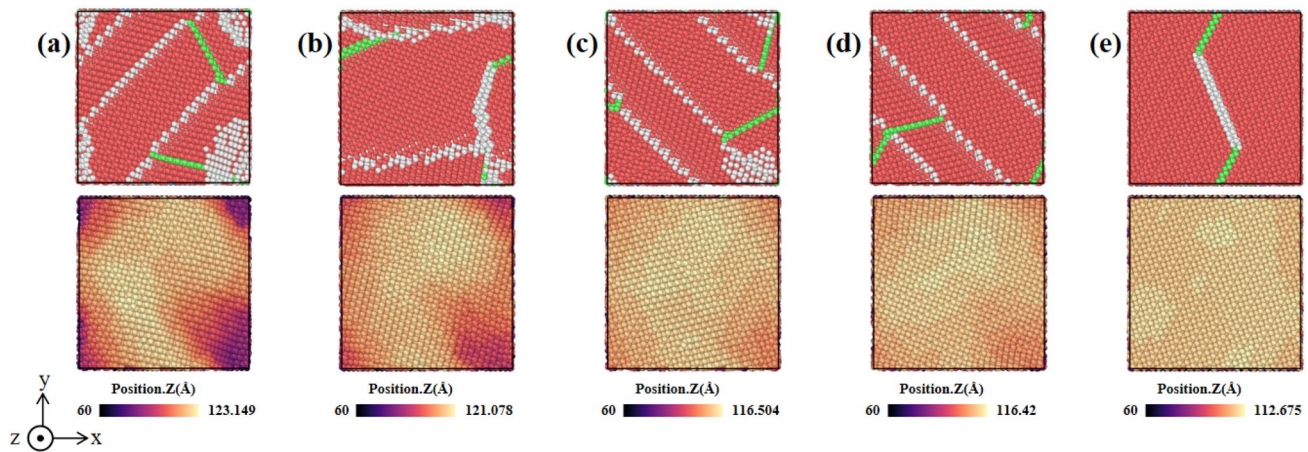 (a) (b) (c) (d) (e)
Position.Z(Å) Position.Z(Å) Position.Z(Å) Position.Z(Å) Position.Z(Å)
60 123.149 60 121.078 60 116.504 60 116.42 60 112.675
y
z x